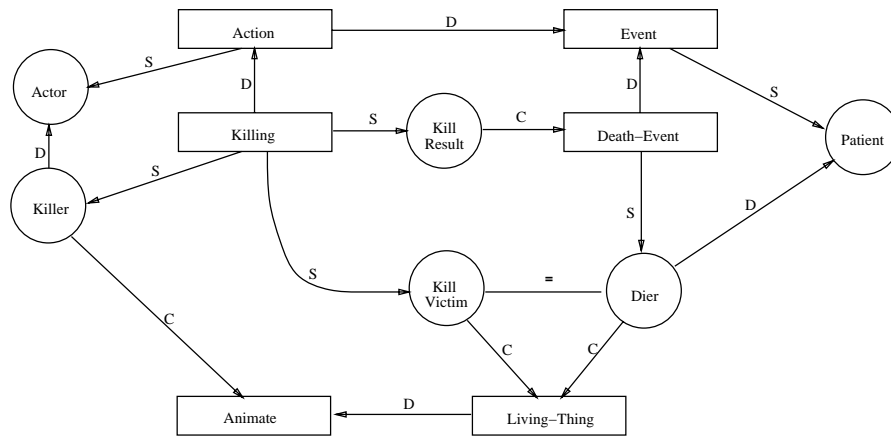 Action
D
Event
S
Actor
D
D
S
Killing
S
Kill
Result
C
Death−Event
Patient
D
S
Killer
S
D
S
Kill
Victim
=
Dier
C
C
C
Animate
D
Living−Thing